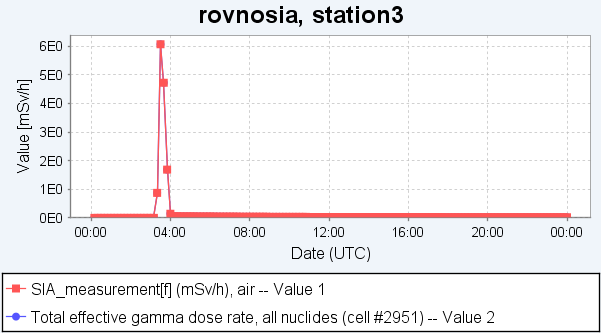 rovnosia, station3
Value [mSv/h]
6E0
5E0
4E0
3E0
2E0
1E0
0E0
00:00 04:00 08:00 12:00 16:00 20:00 00:00
Date (UTC)
SIA_measurement[f] (mSv/h), air -- Value 1
Total effective gamma dose rate, all nuclides (cell #2951) -- Value 2